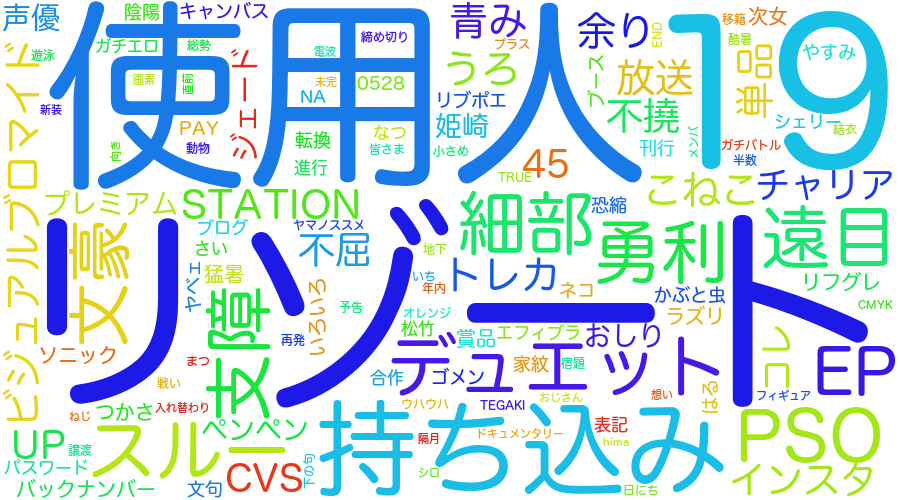 声優
陰陽
キャンバス
使用人
19
青み
余り
移籍
次女
遊泳
ガチエロ
総勢
電波
締め切り
プラス
END
酷暑
やすみ
ビジュアルブロマイド
画素
直前
未完
0528
うろ
ブース
放送
単品
新装
PAY
NA
リブポエ
不撓
シェリー
結衣
向き
動物
ジェード
転換
なつ
姫崎
刊行
メンバ
ガチバトル
半数
進行
皆さま
小さめ
45
TRUE
こねこ
チャリア
プレミアム
STATION
恐縮
細部
勇利
遠目
文豪
ブログ
ヤマノススメ
不屈
さい
ヤベェ
猛暑
地下
トレカ
リフグレ
いち
年内
ネコ
かぶと虫
CMYK
リゾート
支障
いろいろ
予告
オレンジ
松竹
賞品
エフィブラ
おしり
ラズリ
コレ
再発
ソニック
まつ
デュエット
EP
家紋
宿題
合作
ゴメン
戦い
想い
フィギュア
はる
つかさ
入れ替わり
ウハウハ
TEGAKI
おじさん
ねじ
ペンペン
持ち込み
表記
PSO
UP
譲渡
スルー
隔月
ドキュメンタリー
hima
パスワード
CVS
下の句
シロ
インスタ
バックナンバー
文句
日にち